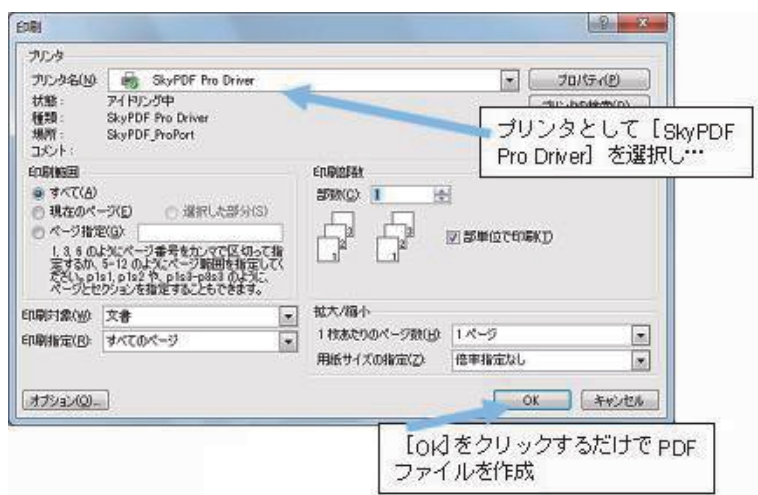 印刷
プリンタ
プリンタ名(N): SkyPDF Pro Driver プロパティ(P)
状態: アイドリング中
種類: SkyPDF Pro Driver
場所: SkyPDF_ProPort
コメント:
プリンタとして［SkyPDF
Pro Driver］を選択し…
印刷範囲
すべて(A)
現在のページ(E) 選択した部分(S)
ページ指定(G):
1,3,6 のようにページ番号をカンマで区切って指
定するか、5-12 のようにページ範囲を指定してく
ださい。p1s1, p1s2 や、p1s3-p8s3 のように、
ページとセクションを指定することもできます。
印刷部数
部数(C): 1
部単位で印刷(T)
印刷対象(W): 文書
印刷指定(R): すべてのページ
拡大/縮小
1 枚あたりのページ数(H): 1 ページ
用紙サイズの指定(Z): 倍率指定なし
オプション(O)... OK キャンセル
［OK］をクリックするだけで PDF
ファイルを作成